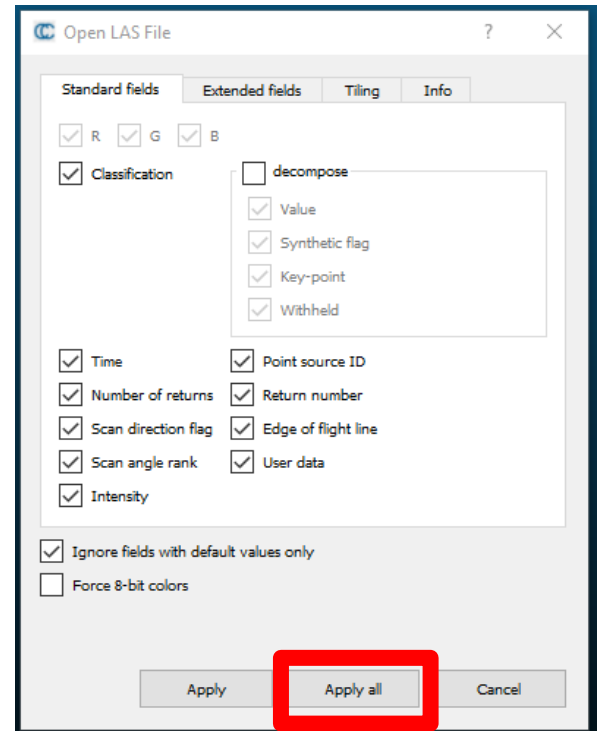 Open LAS File
Standard fields Extended fields Tiling Info
R G B
Classification decompose
Value
Synthetic flag
Key-point
Withheld
Time Point source ID
Number of returns Return number
Scan direction flag Edge of flight line
Scan angle rank User data
Intensity
Ignore fields with default values only
Force 8-bit colors
Apply Apply all Cancel